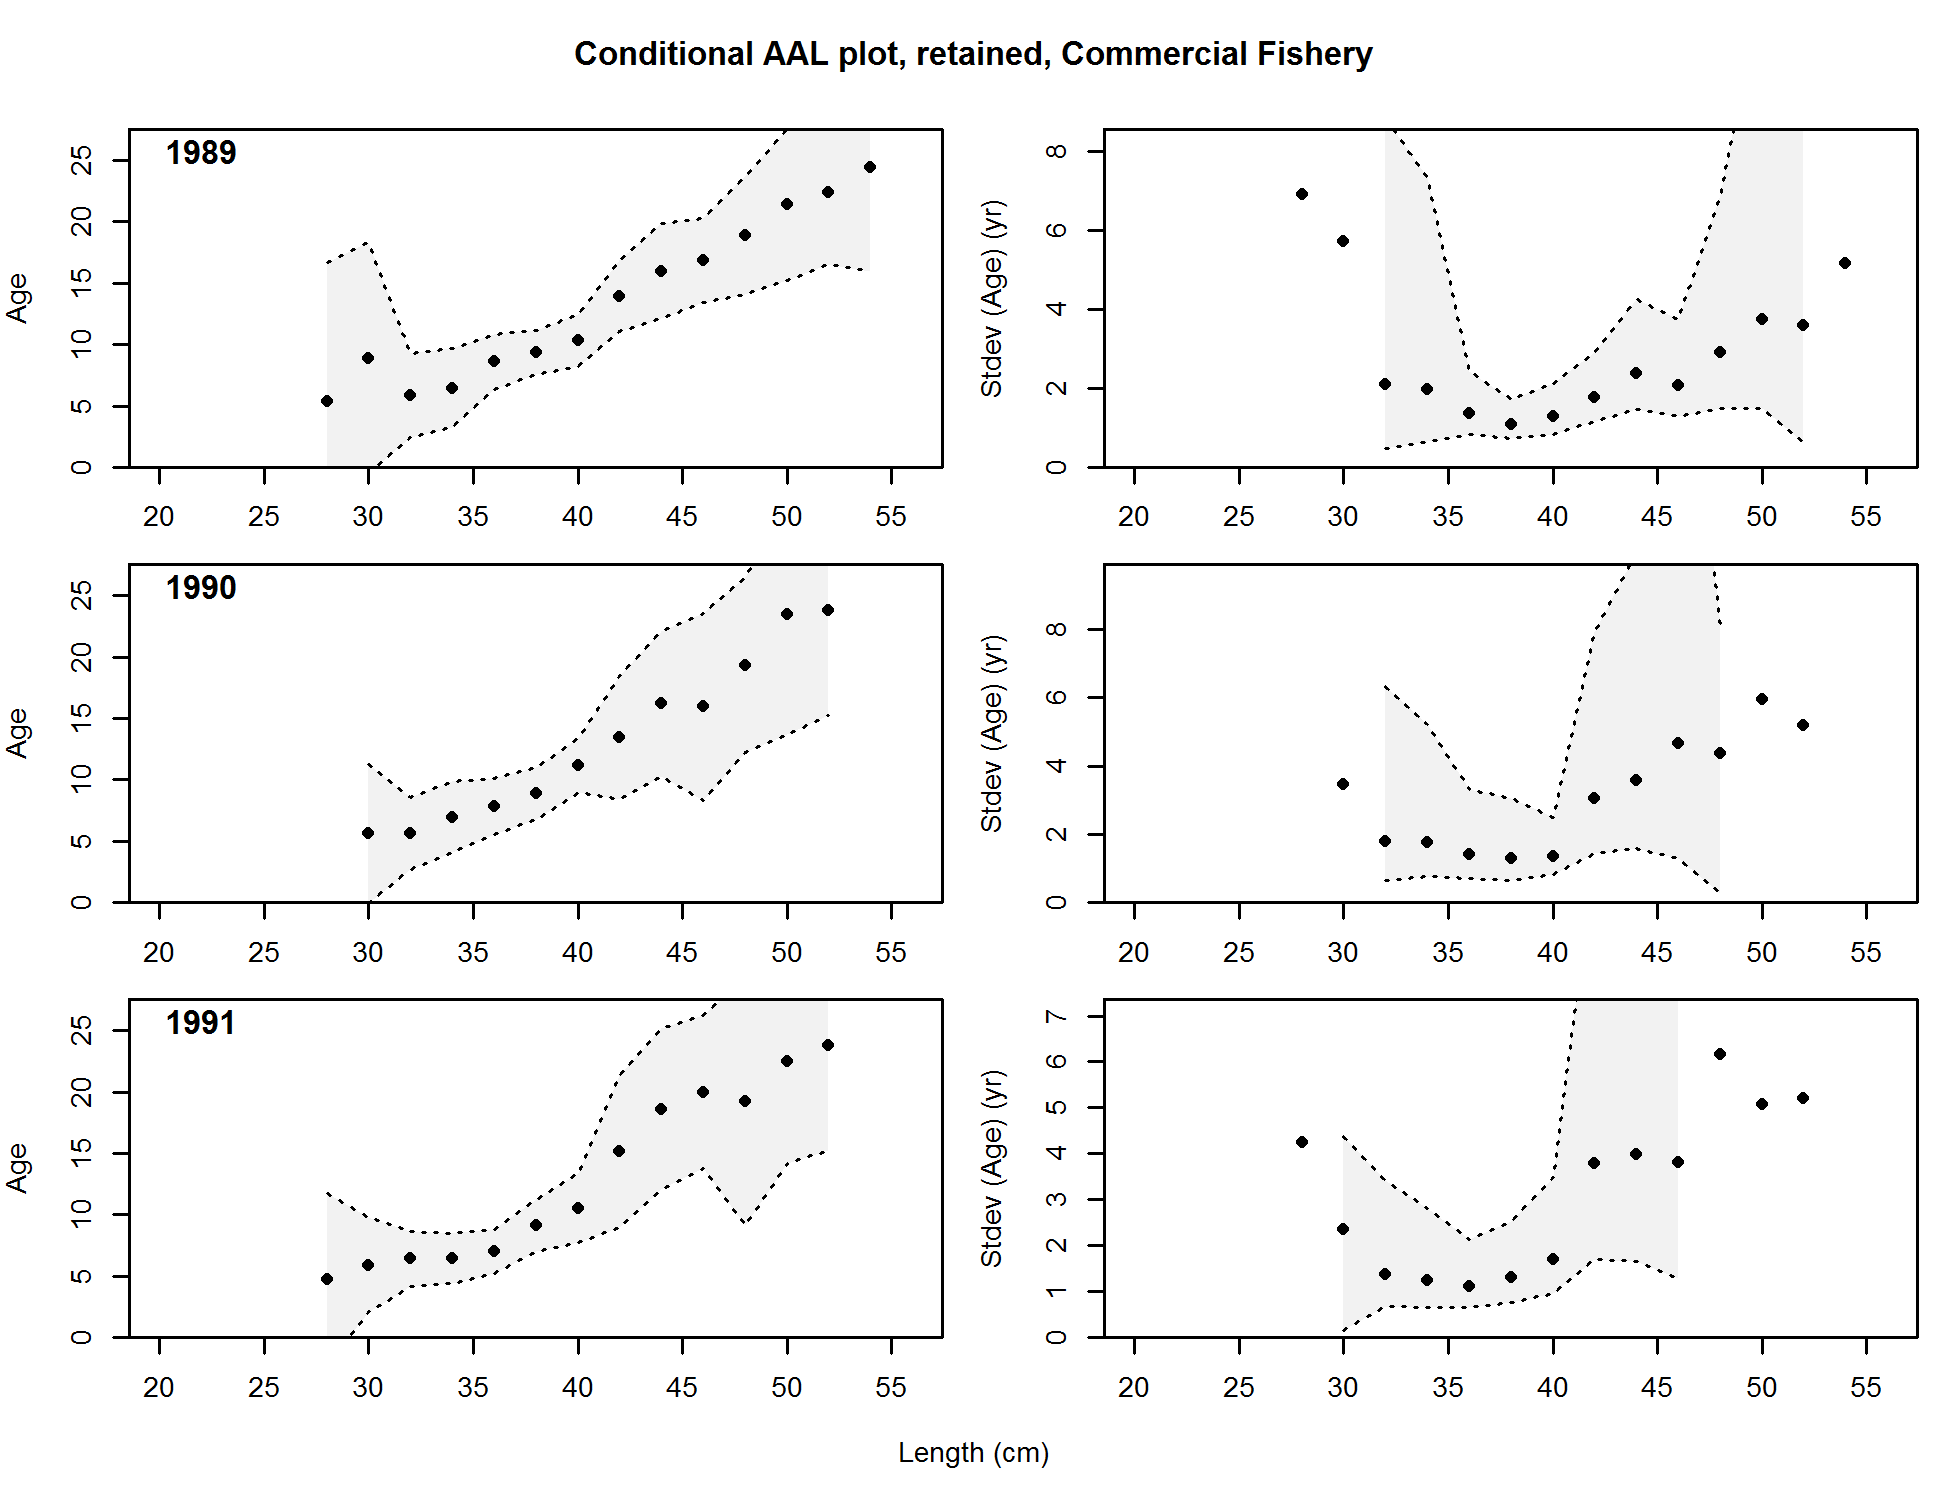 Conditional AAL plot, retained, Commercial Fishery
1989
Age
0 5 10 15 20 25
20 25 30 35 40 45 50 55
Stdev (Age) (yr)
0 2 4 6 8
20 25 30 35 40 45 50 55
1990
Age
0 5 10 15 20 25
20 25 30 35 40 45 50 55
Stdev (Age) (yr)
0 2 4 6 8
20 25 30 35 40 45 50 55
1991
Age
0 5 10 15 20 25
20 25 30 35 40 45 50 55
Stdev (Age) (yr)
0 1 2 3 4 5 6 7
20 25 30 35 40 45 50 55
Length (cm)